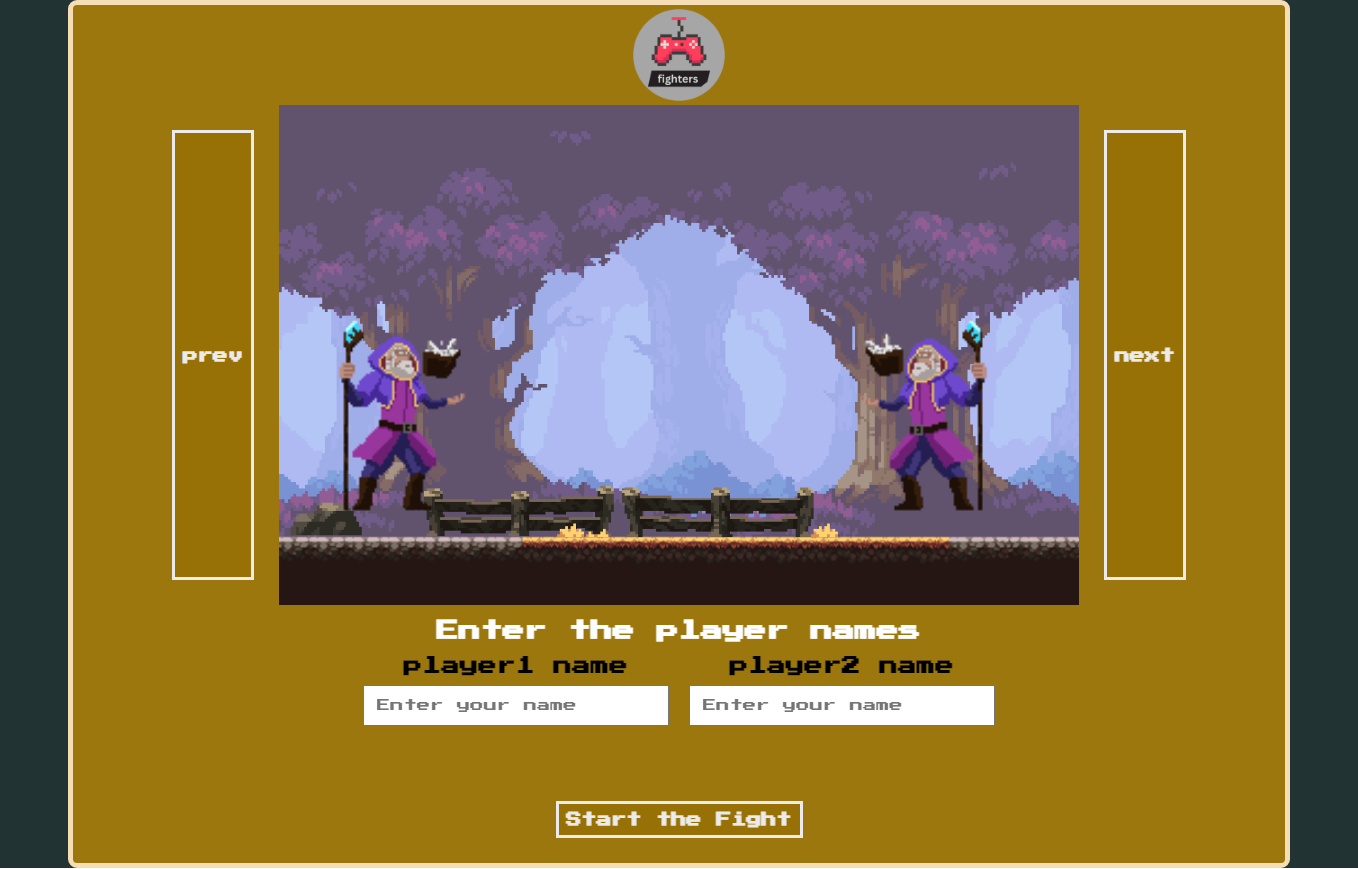 fighters
prev
next
Enter the player names
player1 name
player2 name
Enter your name
Enter your name
Start the Fight